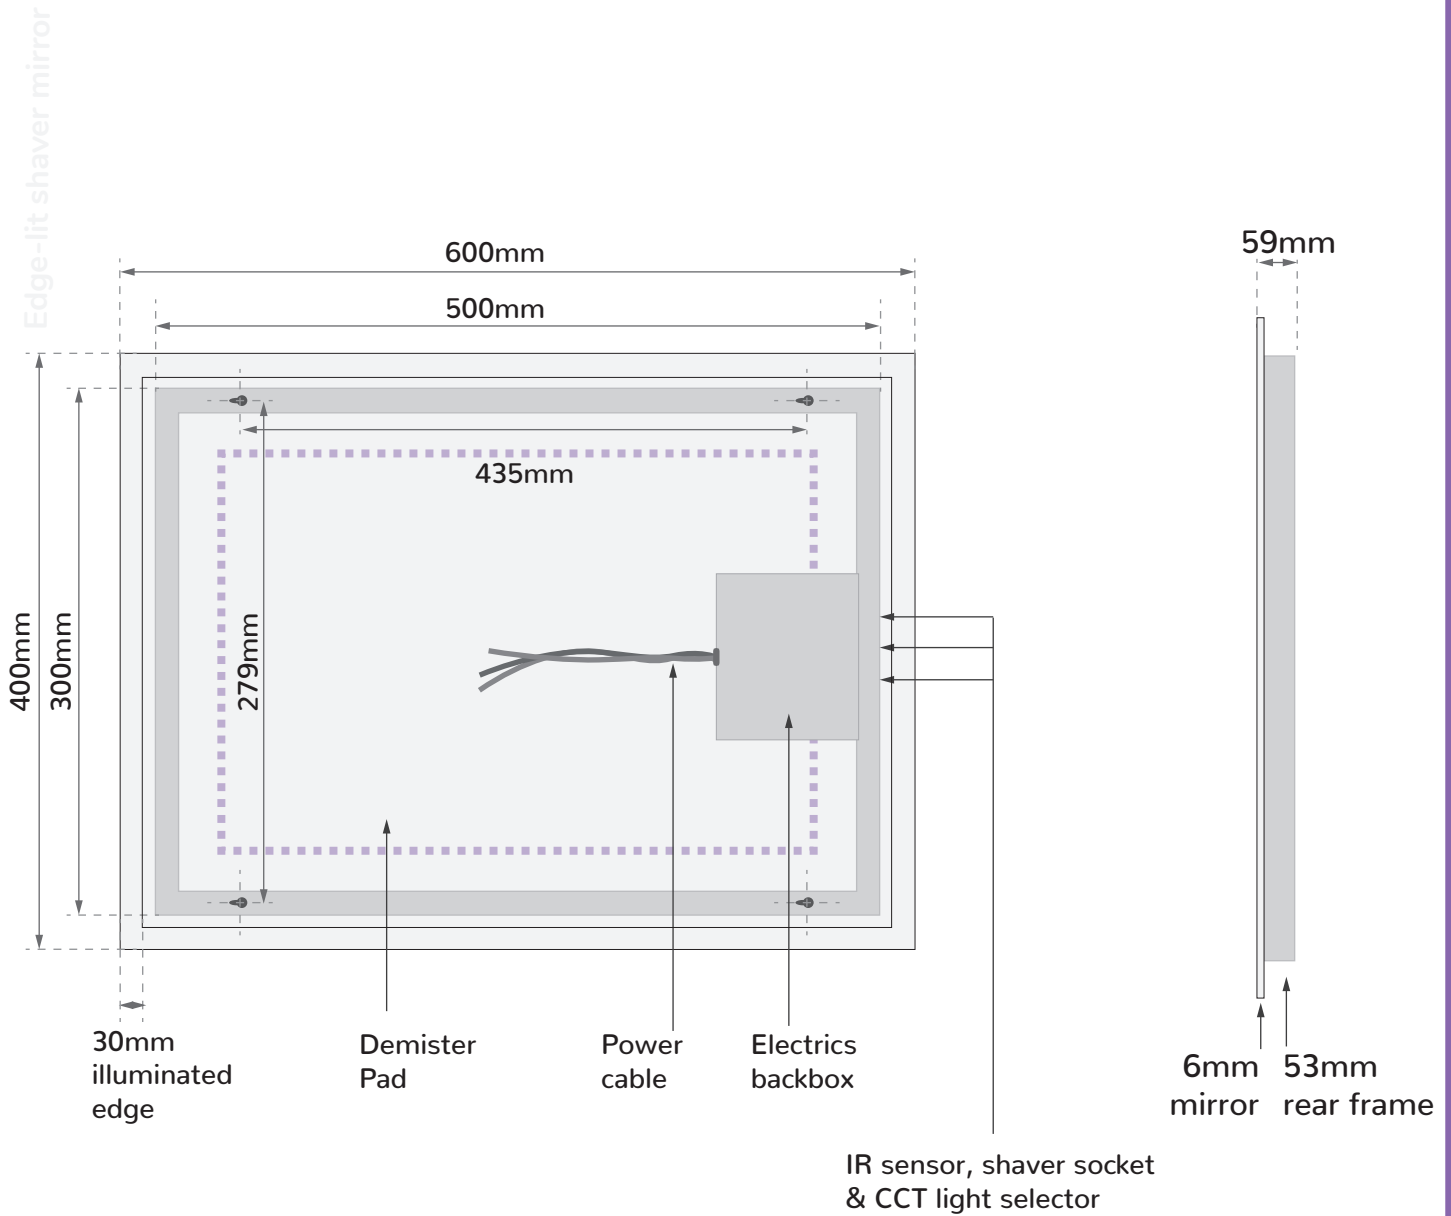 Edge-lit shaver mirror
600mm
59mm
500mm
435mm
400mm
300mm
279mm
30mm
illuminated
edge
Demister
Pad
Power
cable
Electrics
backbox
6mm
mirror
53mm
rear frame
IR sensor, shaver socket
& CCT light selector